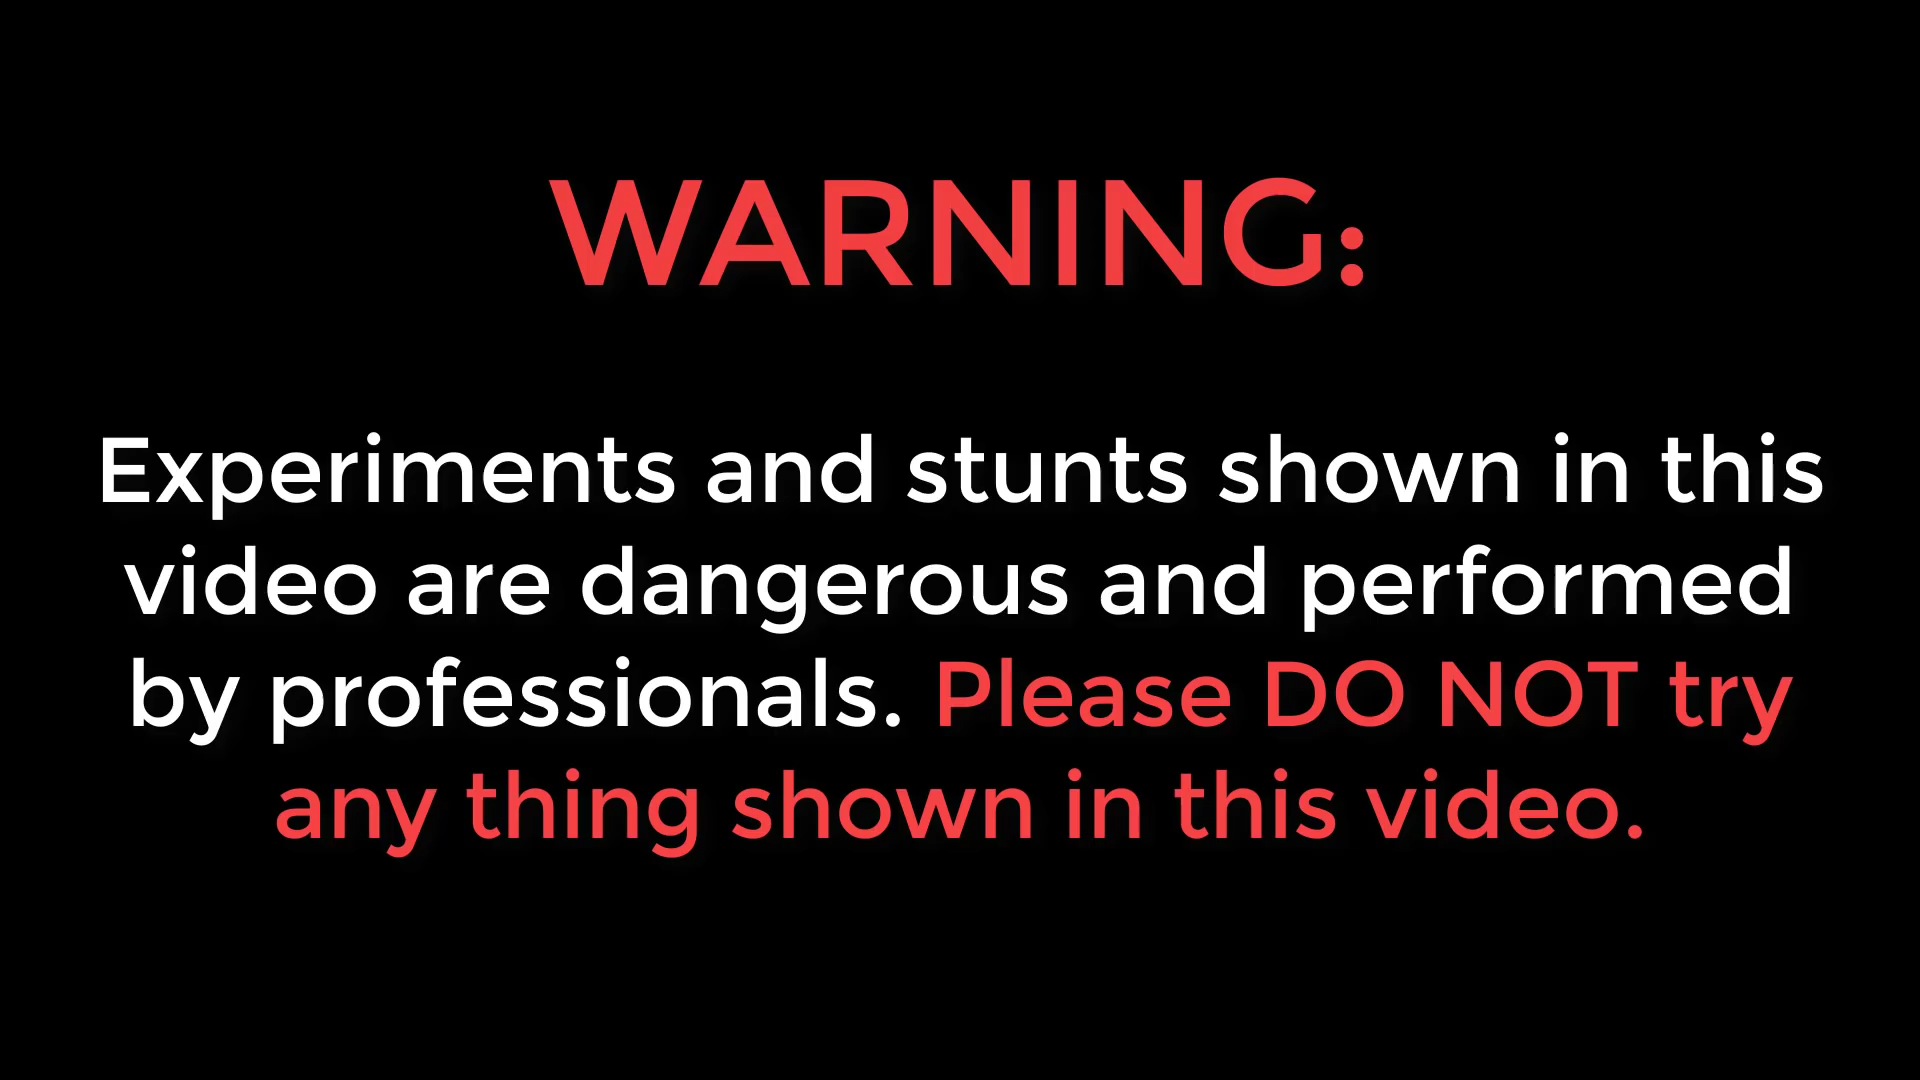 WARNING:
Experiments and stunts shown in this
video are dangerous and performed
by professionals. Please DO NOT try
any thing shown in this video.